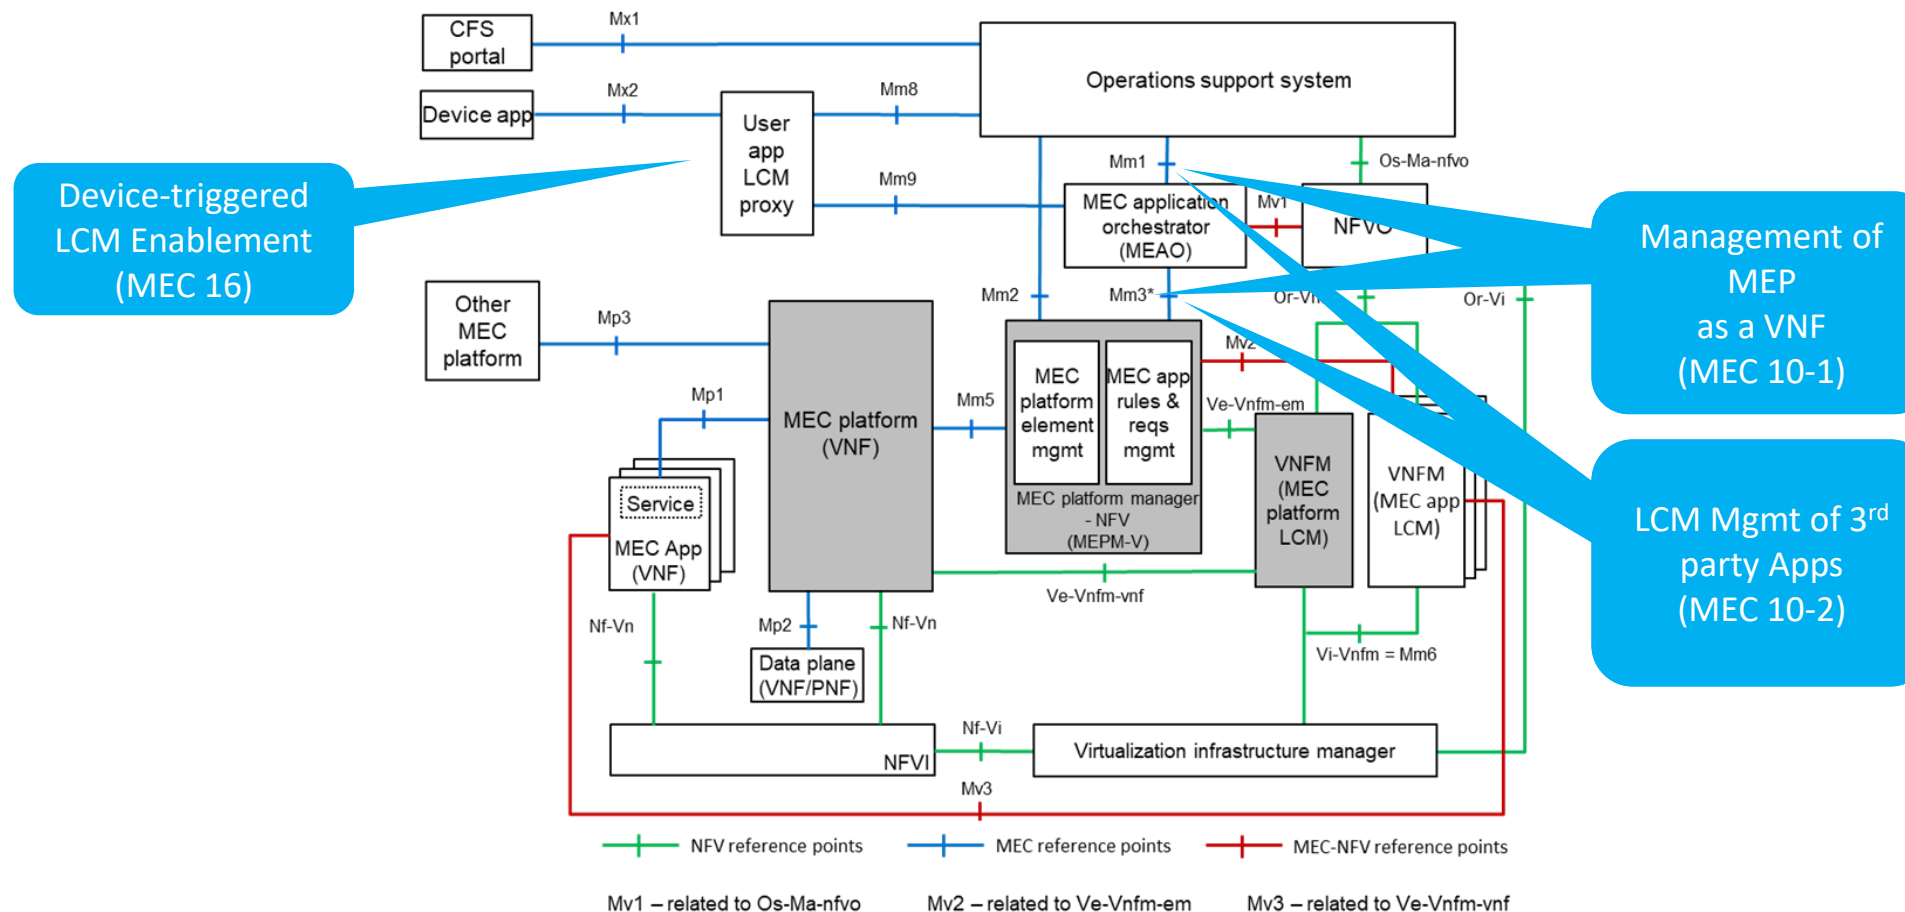 CFS
portal
Mx1
Operations support system
Device app
Mx2
User
app
LCM
proxy
Mm8
Mm9
Mm1
Os-Ma-nfvo
Device-triggered
LCM Enablement
(MEC 16)
MEC application
orchestrator
(MEAO)
Mv1
NFVO
Management of
MEP
as a VNF
(MEC 10-1)
Other
MEC
platform
Mp3
Mm2
Mm3*
Or-Vi
Mp1
MEC platform
(VNF)
Mm5
MEC
platform
element
mgmt
MEC app
rules &
reqs
mgmt
MEC platform manager
- NFV
(MEPM-V)
Mv2
Ve-Vnfm-em
VNFM
(MEC
platform
LCM)
VNFM
(MEC app
LCM)
LCM Mgmt of 3rd
party Apps
(MEC 10-2)
Service
MEC App
(VNF)
Ve-Vnfm-vnf
Nf-Vn
Mp2
Nf-Vn
Data plane
(VNF/PNF)
Vi-Vnfm = Mm6
NFVI
Nf-Vi
Virtualization infrastructure manager
Mv3
NFV reference points
MEC reference points
MEC-NFV reference points
Mv1 – related to Os-Ma-nfvo
Mv2 – related to Ve-Vnfm-em
Mv3 – related to Ve-Vnfm-vnf